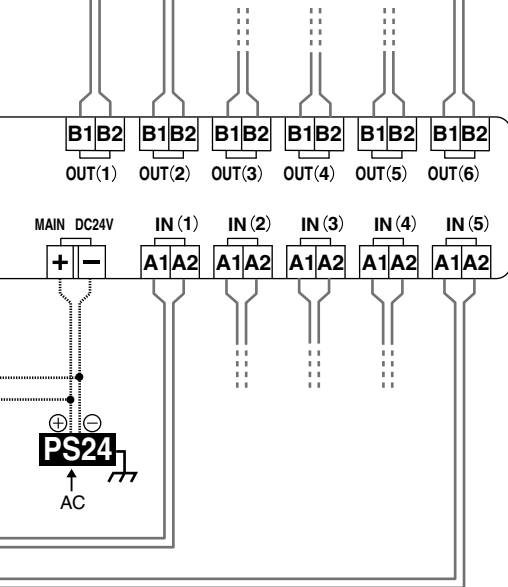 B1 B2 B1 B2 B1 B2 B1 B2 B1 B2 B1 B2
OUT(1) OUT(2) OUT(3) OUT(4) OUT(5) OUT(6)
MAIN DC24V IN(1) IN(2) IN(3) IN(4) IN(5)
+ − A1 A2 A1 A2 A1 A2 A1 A2 A1 A2
⊕ ⊖
PS24
AC